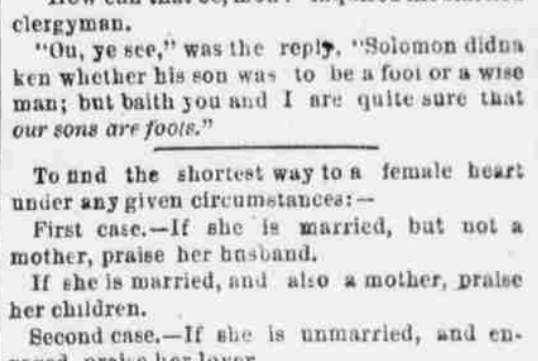 clergyman.
"Ou, ye see," was the reply, "Solomon didna
ken whether his son was to be a fool or a wise
man; but baith you and I are quite sure that
our sons are fools."
To find the shortest way to a female heart
under any given circumstances:—
First case.—If she is married, but not a
mother, praise her husband.
If she is married, and also a mother, praise
her children.
Second case.—If she is unmarried, and en-
praise her lover